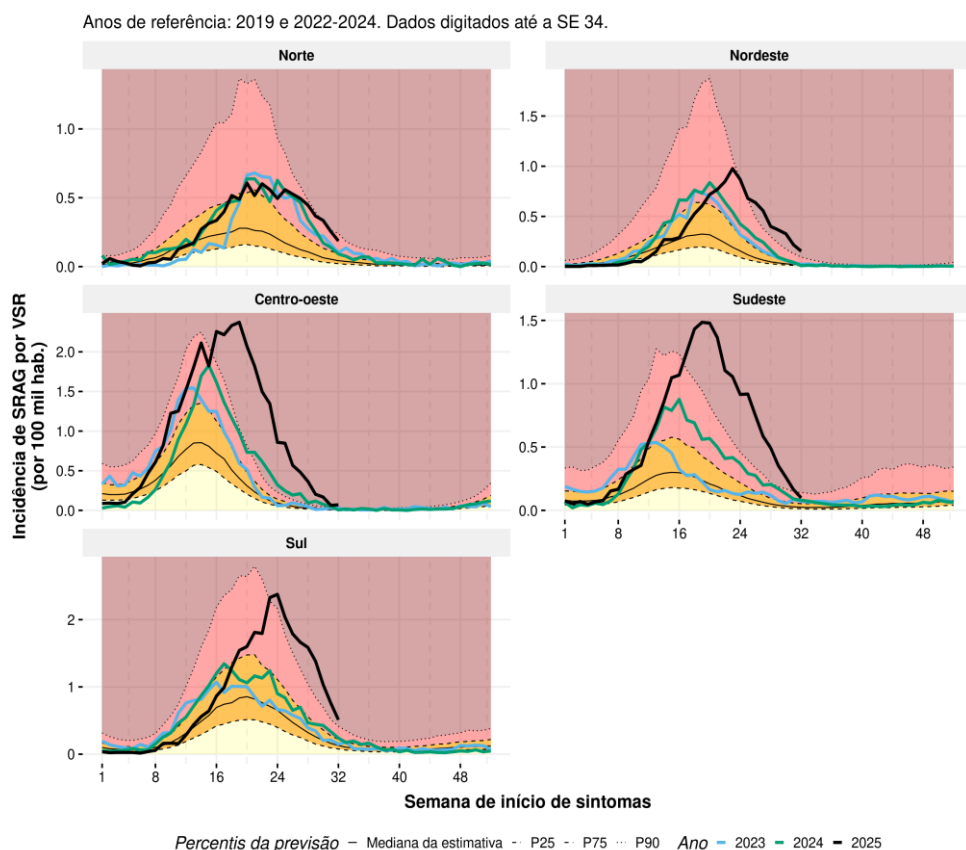 Anos de referência: 2019 e 2022-2024. Dados digitados até a SE 34.
Norte
Nordeste
1.0
0.5
0.0
1.5
1.0
0.5
0.0
Centro-oeste
Sudeste
2.0
1.5
1.0
0.5
0.0
1.5
1.0
0.5
0.0
1 8 16 24 32 40 48
Sul
2
1
0
1 8 16 24 32 40 48
Incidência de SRAG por VSR
(por 100 mil hab.)
Semana de início de sintomas
Percentis da previsão Mediana da estimativa P25 P75 P90 Ano 2023 2024 2025